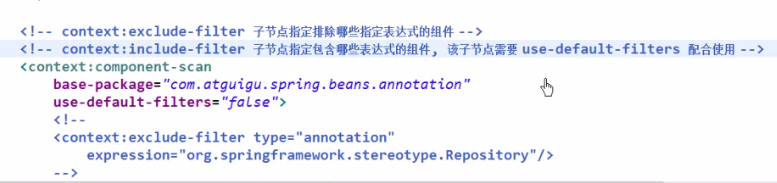 <!-- context:exclude-filter 子节点指定排除哪些指定表达式的组件 -->
<!-- context:include-filter 子节点指定包含哪些表达式的组件, 该子节点需要 use-default-filters 配合使用 -->
<context:component-scan
base-package="com.atguigu.spring.beans.annotation"
use-default-filters="false">
<!--
<context:exclude-filter type="annotation"
expression="org.springframework.stereotype.Repository"/>
-->